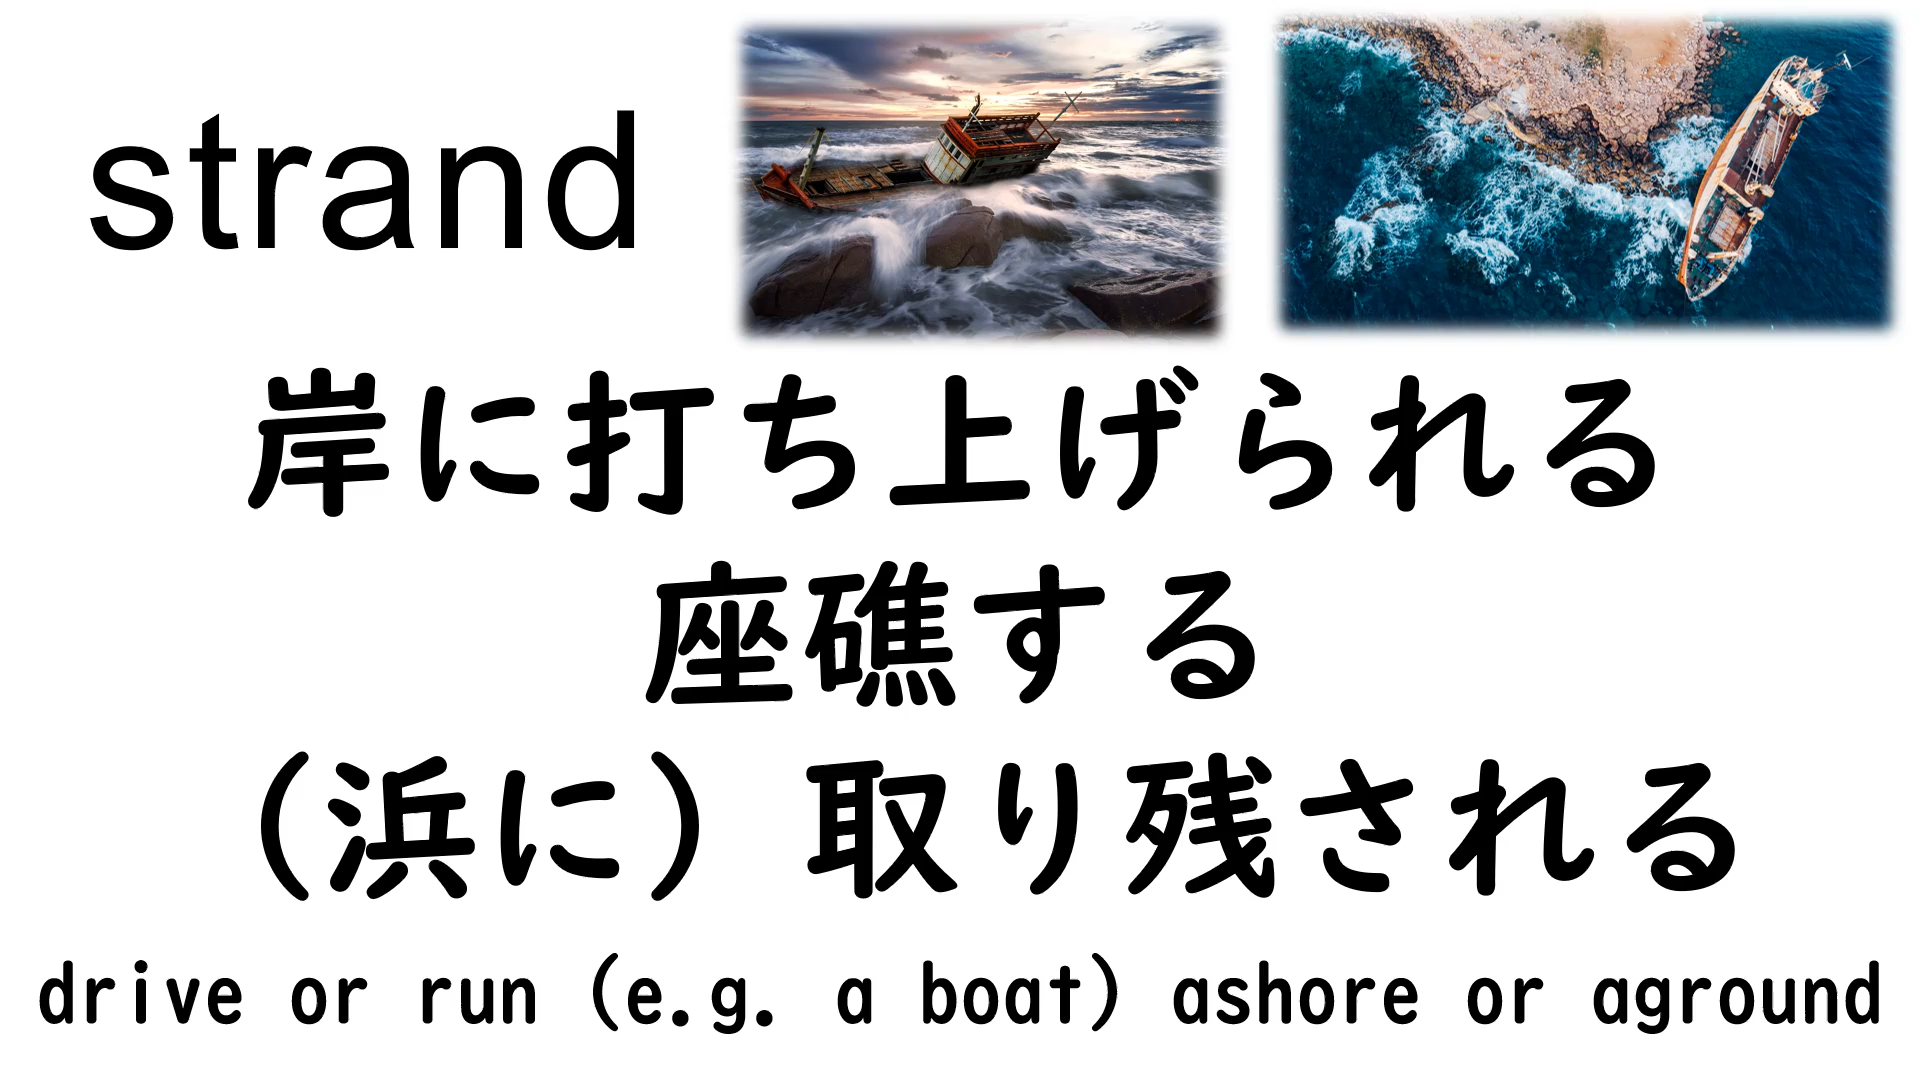 strand
岸に打ち上げられる
座礁する
（浜に）取り残される
drive or run (e.g. a boat) ashore or aground